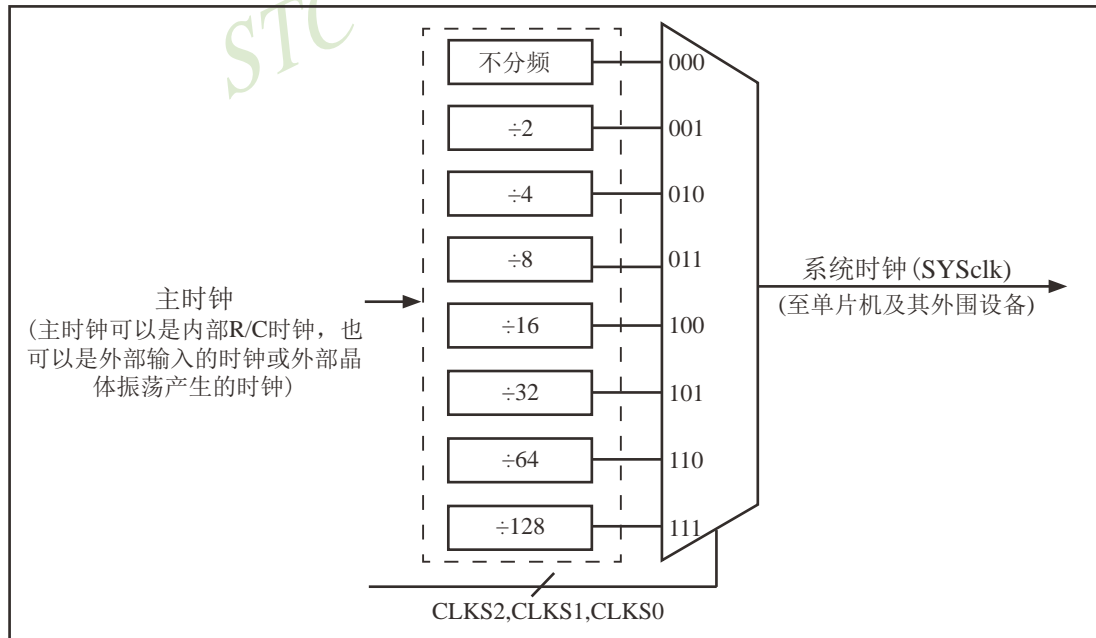 STC
不分频
000
÷2
001
÷4
010
÷8
011
÷16
100
÷32
101
÷64
110
÷128
111
主时钟
(主时钟可以是内部R/C时钟，也
可以是外部输入的时钟或外部晶
体振荡产生的时钟)
系统时钟(SYSclk)
(至单片机及其外围设备)
CLKS2,CLKS1,CLKS0